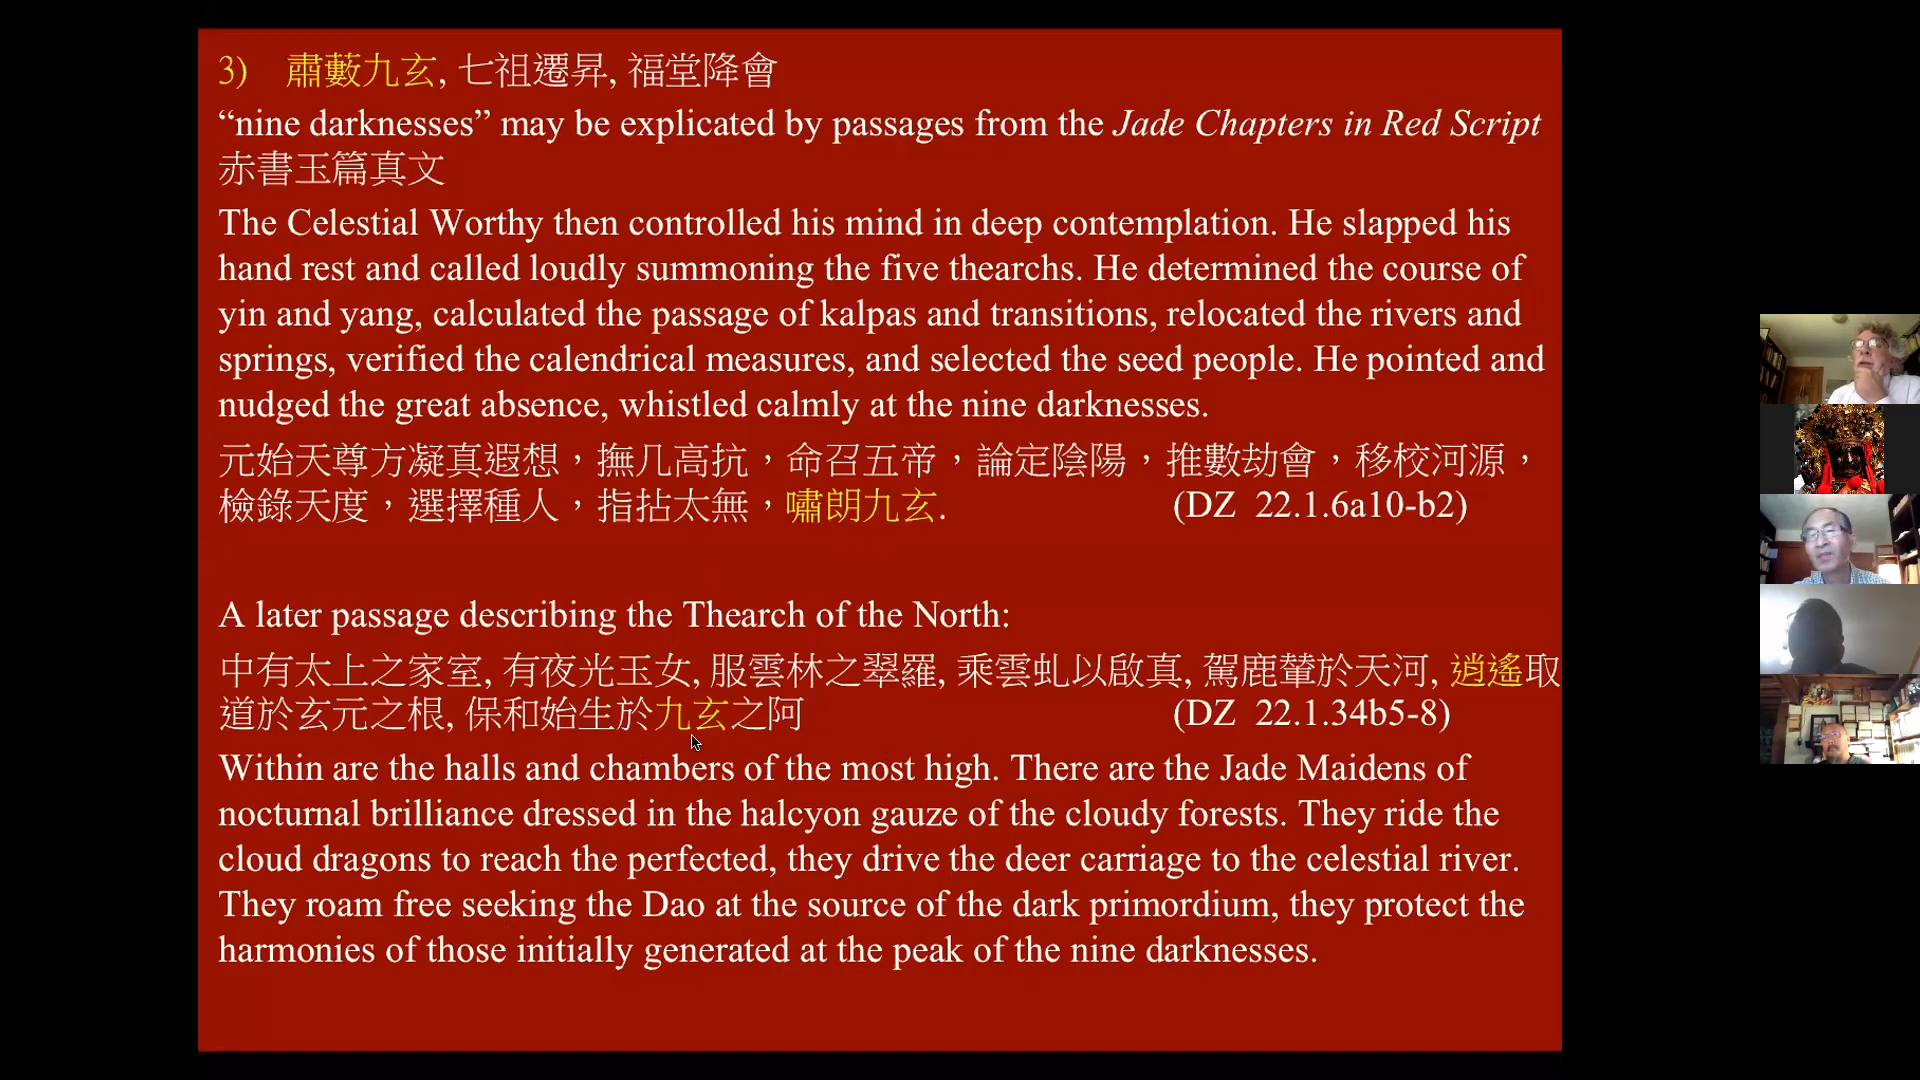 3) 肅藪九玄, 七祖遷昇, 福堂降會
“nine darknesses” may be explicated by passages from the Jade Chapters in Red Script
赤書玉篇真文
The Celestial Worthy then controlled his mind in deep contemplation. He slapped his
hand rest and called loudly summoning the five thearchs. He determined the course of
yin and yang, calculated the passage of kalpas and transitions, relocated the rivers and
springs, verified the calendrical measures, and selected the seed people. He pointed and
nudged the great absence, whistled calmly at the nine darknesses.
元始天尊方凝真遐想，撫几高抗，命召五帝，論定陰陽，推數劫會，移校河源，
檢錄天度，選擇種人，指拈太無，嘯朗九玄. (DZ 22.1.6a10-b2)
A later passage describing the Thearch of the North:
中有太上之家室, 有夜光玉女, 服雲林之翠羅, 乘雲虬以啟真, 駕鹿輦於天河, 逍遙取
道於玄元之根, 保和始生於九玄之阿 (DZ 22.1.34b5-8)
Within are the halls and chambers of the most high. There are the Jade Maidens of
nocturnal brilliance dressed in the halcyon gauze of the cloudy forests. They ride the
cloud dragons to reach the perfected, they drive the deer carriage to the celestial river.
They roam free seeking the Dao at the source of the dark primordium, they protect the
harmonies of those initially generated at the peak of the nine darknesses.